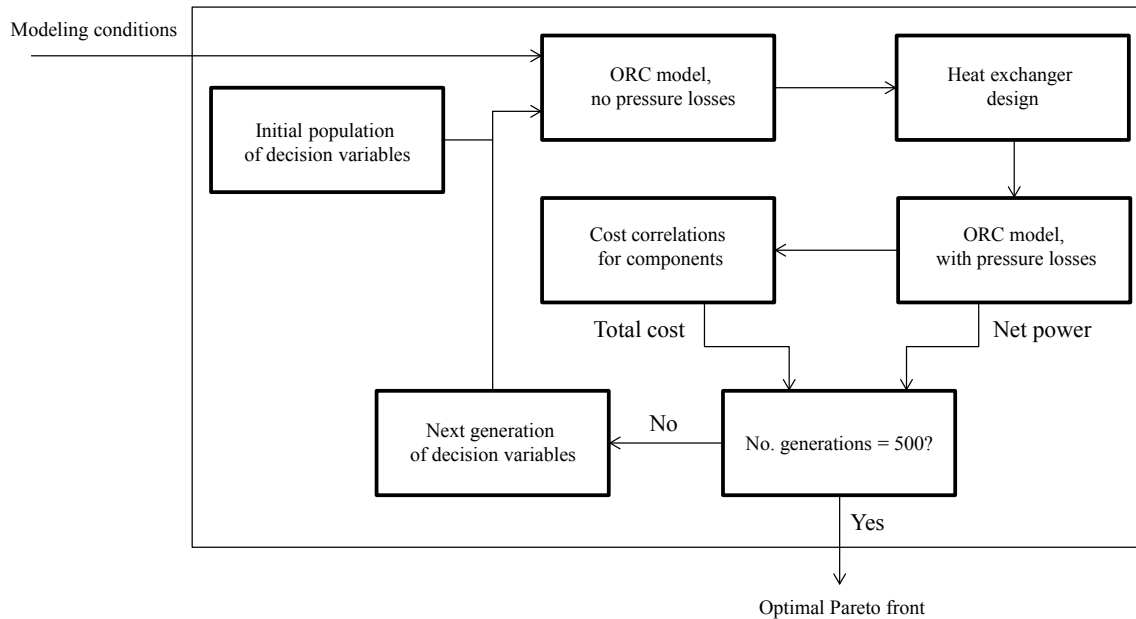 Modeling conditions
ORC model,
no pressure losses
Heat exchanger
design
Initial population
of decision variables
Cost correlations
for components
ORC model,
with pressure losses
Total cost
Net power
Next generation
of decision variables
No
No. generations = 500?
Yes
Optimal Pareto front